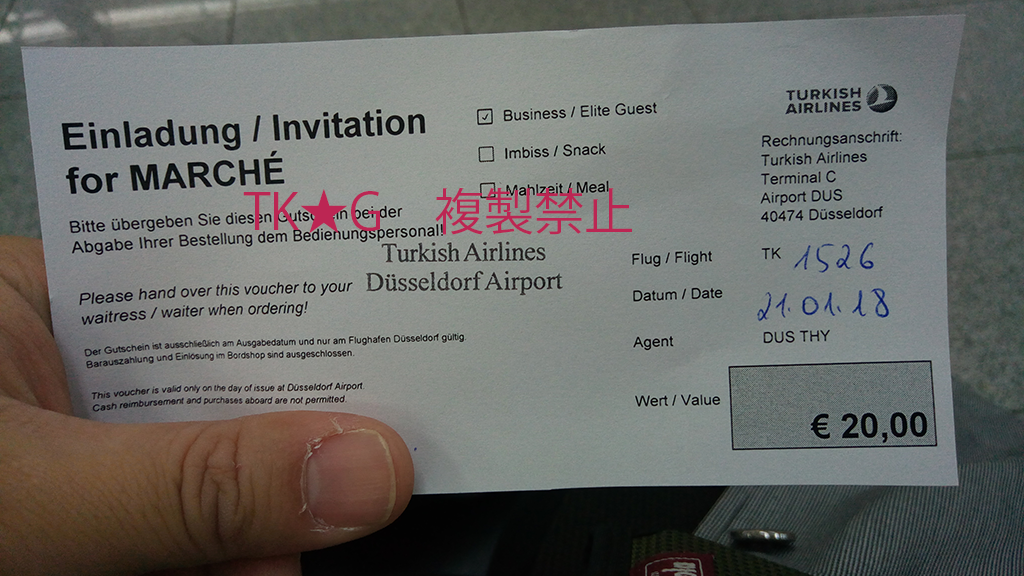 Einladung / Invitation
for MARCHÉ
Bitte übergeben Sie diesen Gutschein bei der
Abgabe Ihrer Bestellung dem Bedienungspersonal!
Please hand over this voucher to your
waitress / waiter when ordering!
Der Gutschein ist ausschließlich am Ausgabedatum und nur am Flughafen Düsseldorf gültig.
Barauszahlung und Einlösung im Bordshop sind ausgeschlossen.
This voucher is valid only on the day of issue at Düsseldorf Airport.
Cash reimbursement and purchases aboard are not permitted.
Business / Elite Guest
Imbiss / Snack
Mahlzeit / Meal
TK★G 複製禁止
Turkish Airlines
Düsseldorf Airport
TURKISH
AIRLINES
Rechnungsanschrift:
Turkish Airlines
Terminal C
Airport DUS
40474 Düsseldorf
Flug / Flight TK 1526
Datum / Date 21.01.18
Agent DUS THY
Wert / Value € 20,00